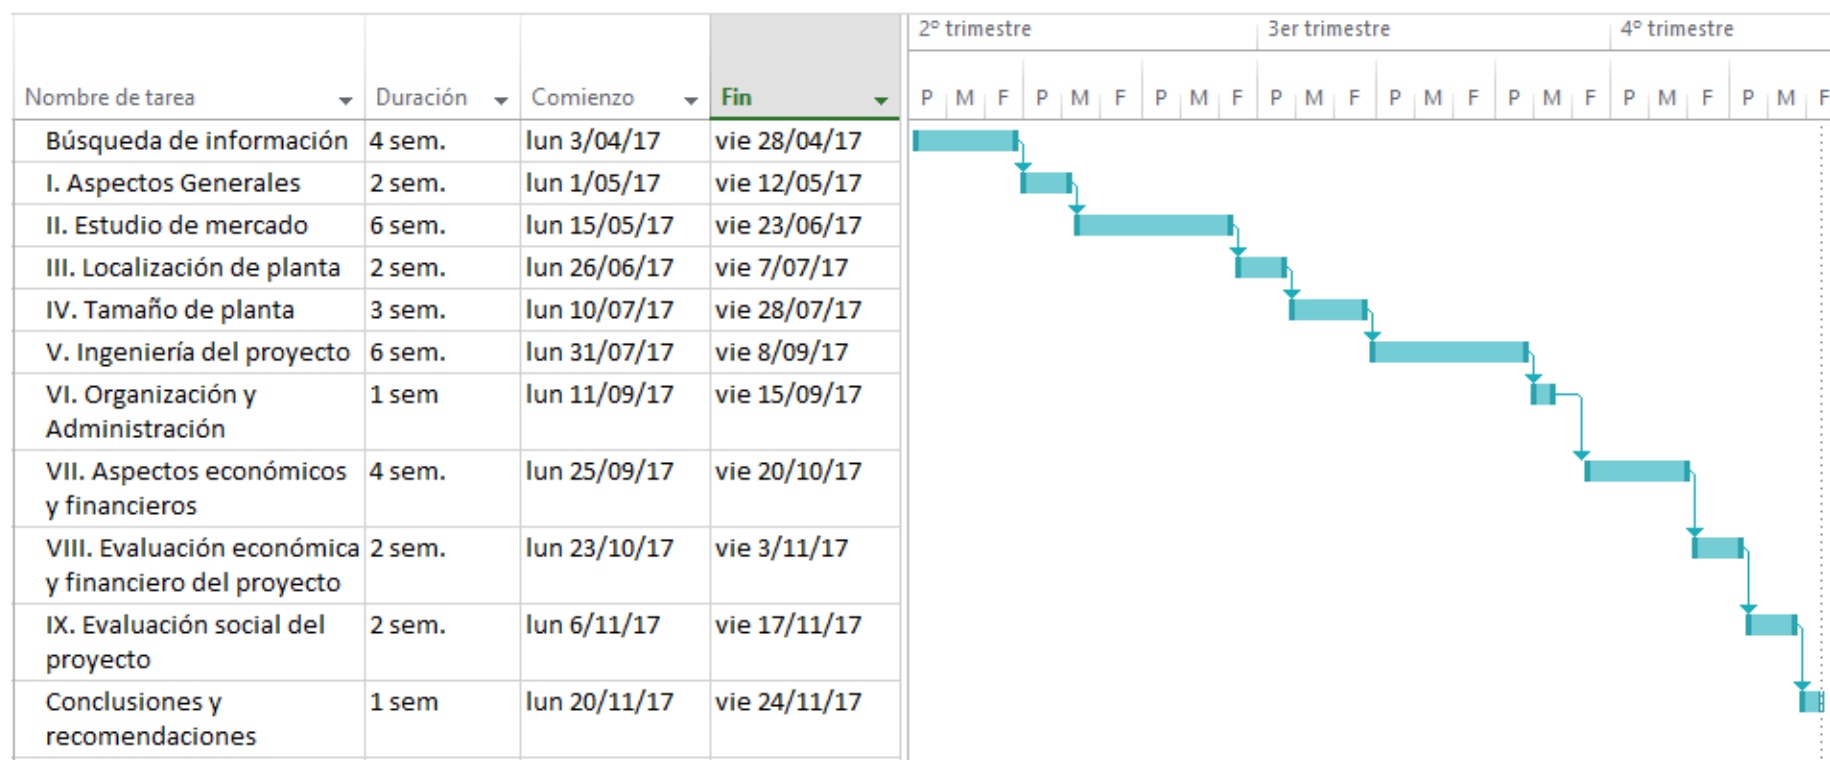 2º trimestre 3er trimestre 4º trimestre
Nombre de tarea Duración Comienzo Fin P M F P M F P M F P M F P M F P M F P M F P M F
Búsqueda de información 4 sem. lun 3/04/17 vie 28/04/17
I. Aspectos Generales 2 sem. lun 1/05/17 vie 12/05/17
II. Estudio de mercado 6 sem. lun 15/05/17 vie 23/06/17
III. Localización de planta 2 sem. lun 26/06/17 vie 7/07/17
IV. Tamaño de planta 3 sem. lun 10/07/17 vie 28/07/17
V. Ingeniería del proyecto 6 sem. lun 31/07/17 vie 8/09/17
VI. Organización y 1 sem lun 11/09/17 vie 15/09/17
Administración
VII. Aspectos económicos 4 sem. lun 25/09/17 vie 20/10/17
y financieros
VIII. Evaluación económica 2 sem. lun 23/10/17 vie 3/11/17
y financiero del proyecto
IX. Evaluación social del 2 sem. lun 6/11/17 vie 17/11/17
proyecto
Conclusiones y 1 sem lun 20/11/17 vie 24/11/17
recomendaciones